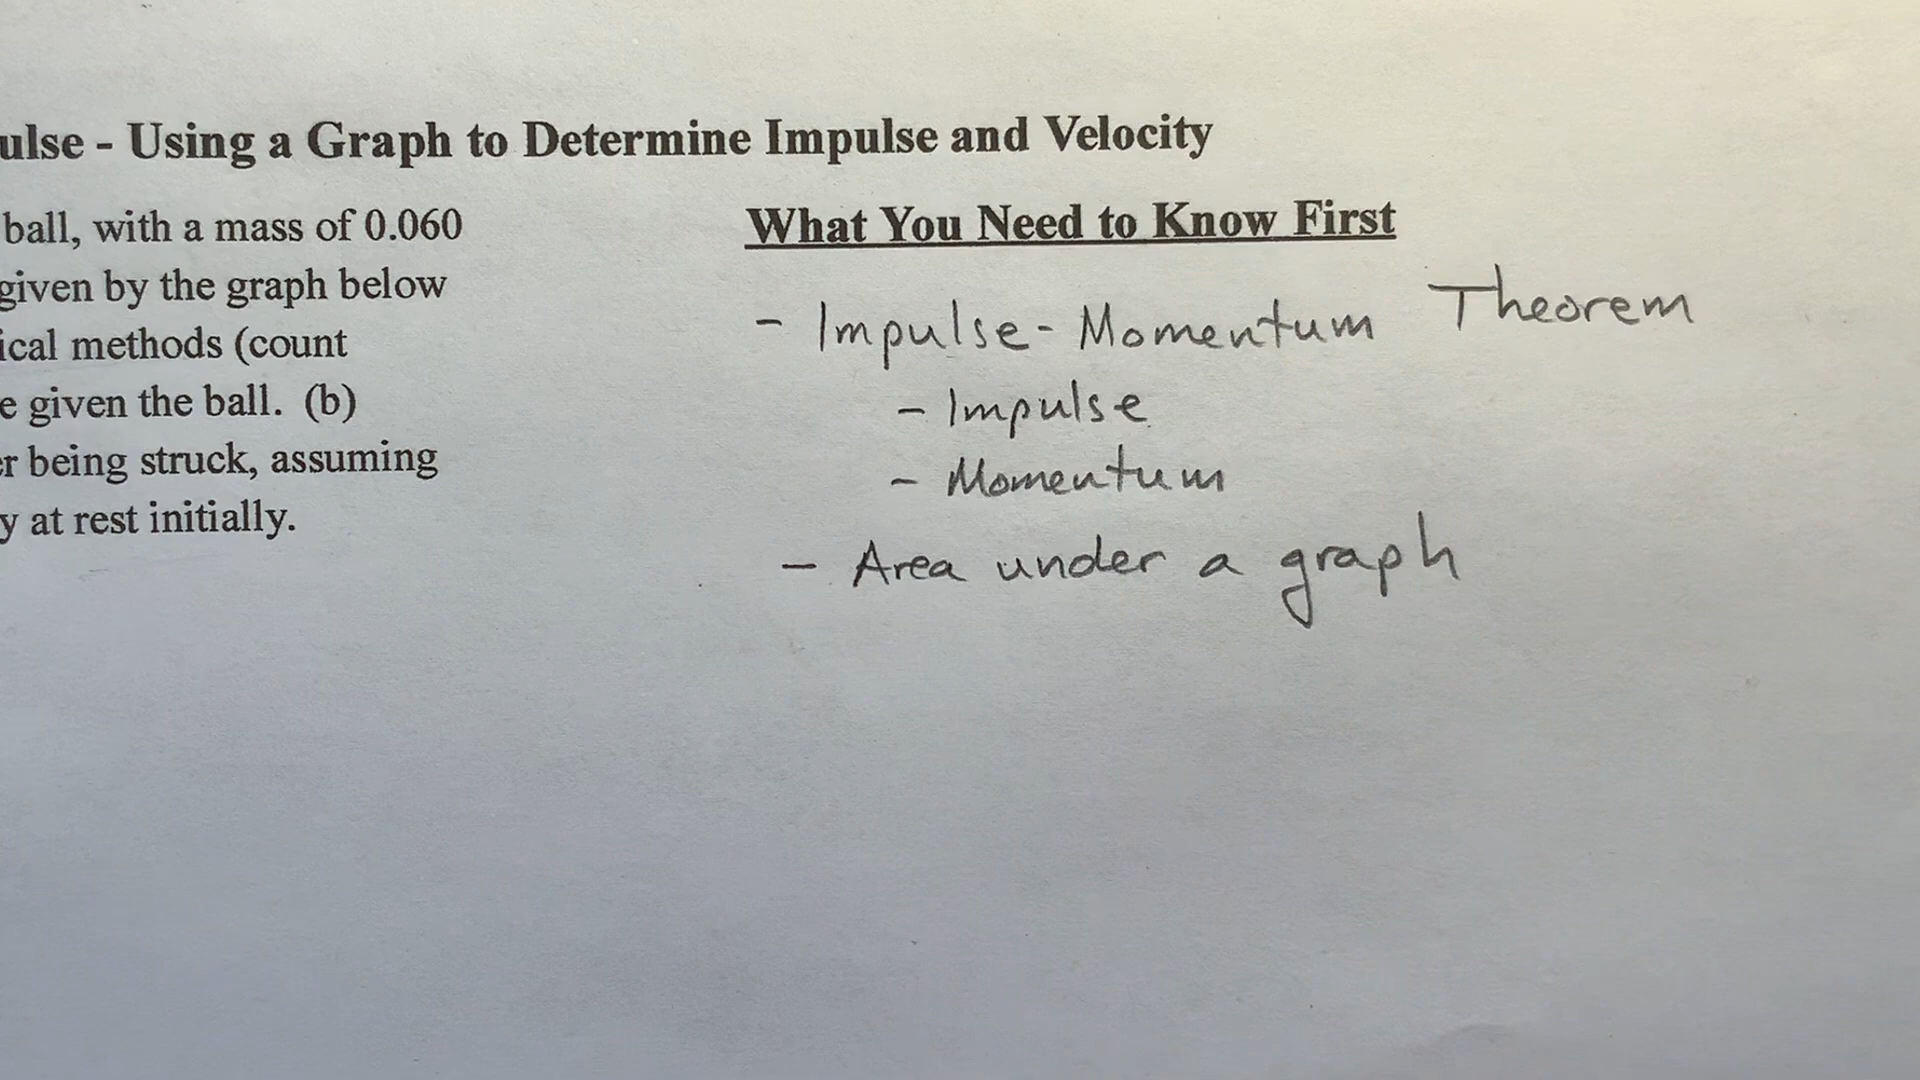 ulse - Using a Graph to Determine Impulse and Velocity
ball, with a mass of 0.060
given by the graph below
ical methods (count
e given the ball. (b)
er being struck, assuming
y at rest initially.
What You Need to Know First
- Impulse-Momentum Theorem
- Impulse
- Momentum
- Area under a graph